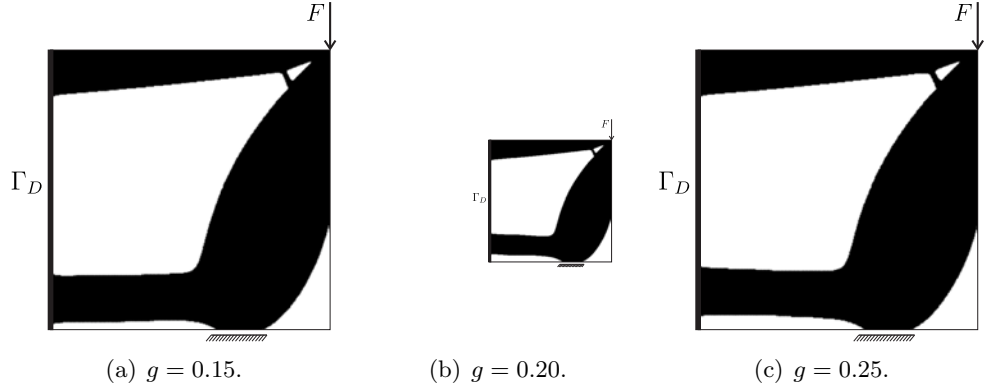 F
F
F
Γ_D
Γ_D
Γ_D
(a) g = 0.15.
(b) g = 0.20.
(c) g = 0.25.